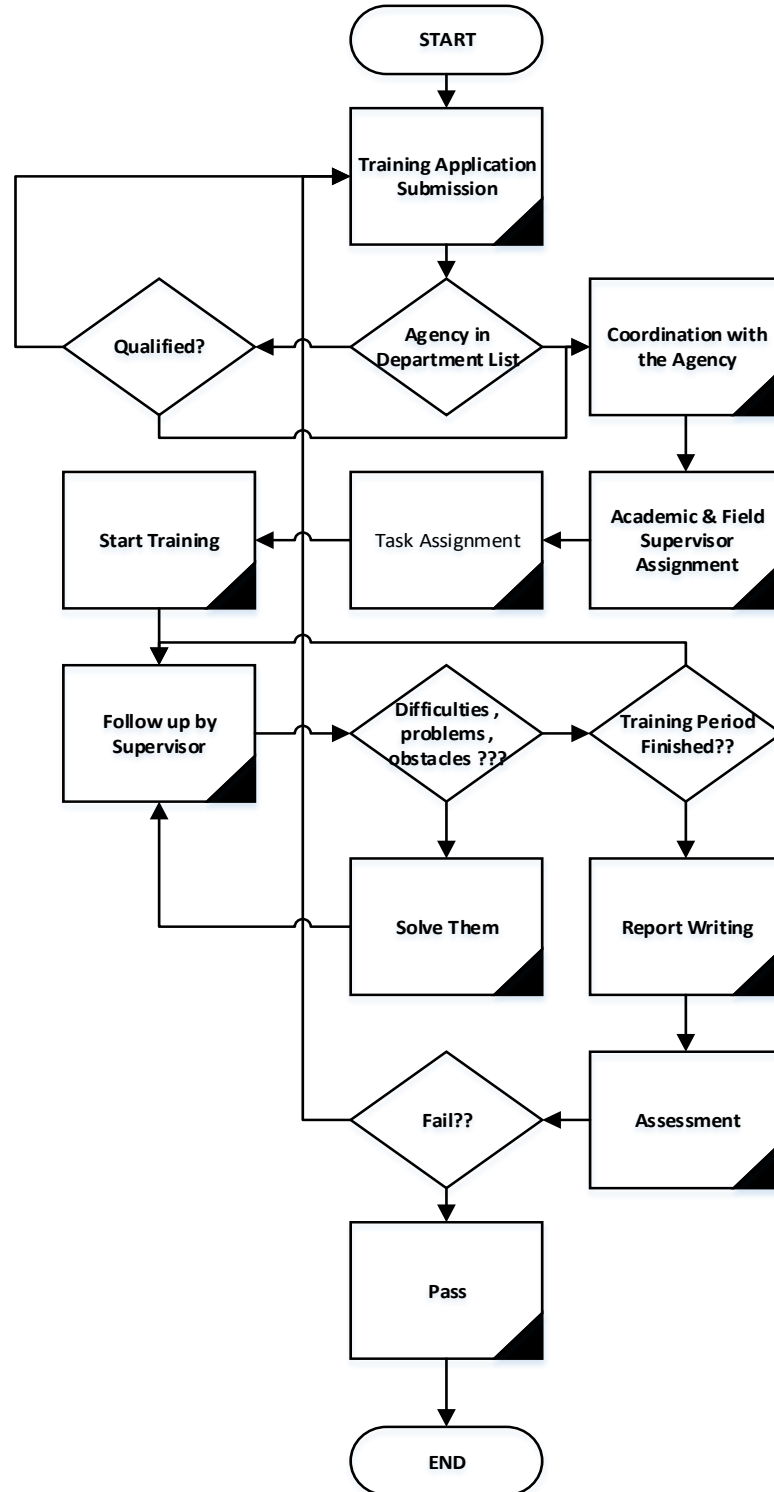 START
Training Application
Submission
Qualified?
Agency in
Department List
Coordination with
the Agency
Start Training
Task Assignment
Academic & Field
Supervisor
Assignment
Follow up by
Supervisor
Difficulties ,
problems ,
obstacles ???
Training Period
Finished??
Solve Them
Report Writing
Fail??
Assessment
Pass
END